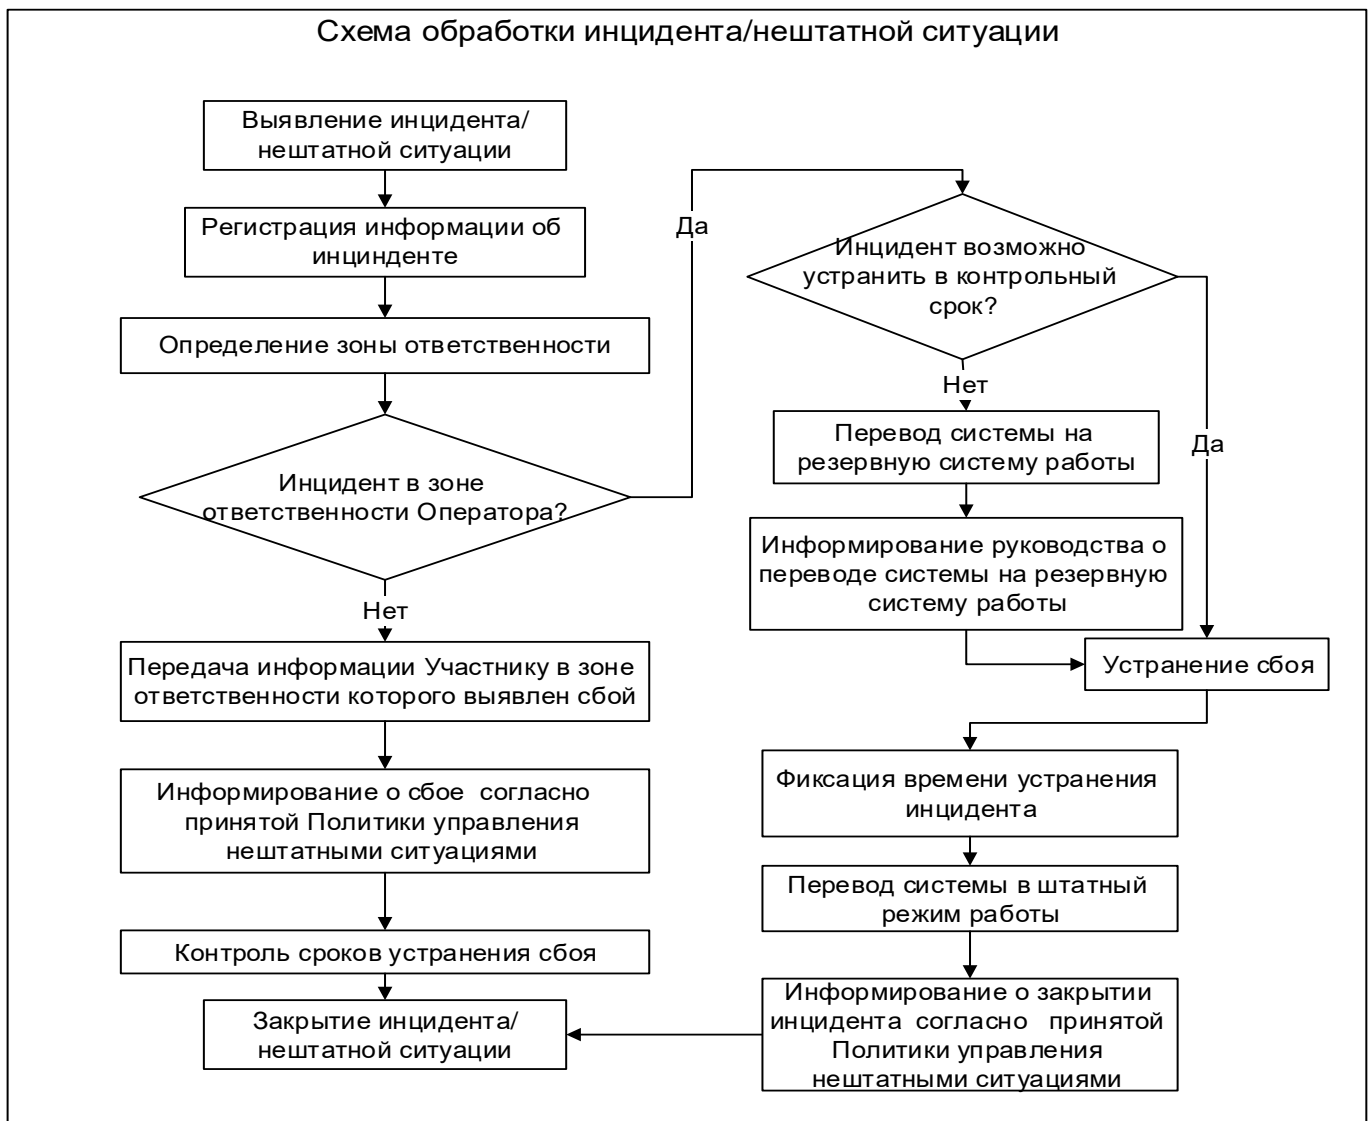 Схема обработки инцидента/нештатной ситуации
Выявление инцидента/
нештатной ситуации
Регистрация информации об
инцинденте
Определение зоны ответственности
Инцидент в зоне
ответственности Оператора?
Да
Нет
Передача информации Участнику в зоне
ответственности которого выявлен сбой
Информирование о сбое согласно
принятой Политики управления
нештатными ситуациями
Контроль сроков устранения сбоя
Закрытие инцидента/
нештатной ситуации
Инцидент возможно
устранить в контрольный
срок?
Нет
Да
Перевод системы на
резервную систему работы
Информирование руководства о
переводе системы на резервную
систему работы
Устранение сбоя
Фиксация времени устранения
инцидента
Перевод системы в штатный
режим работы
Информирование о закрытии
инцидента согласно принятой
Политики управления
нештатными ситуациями